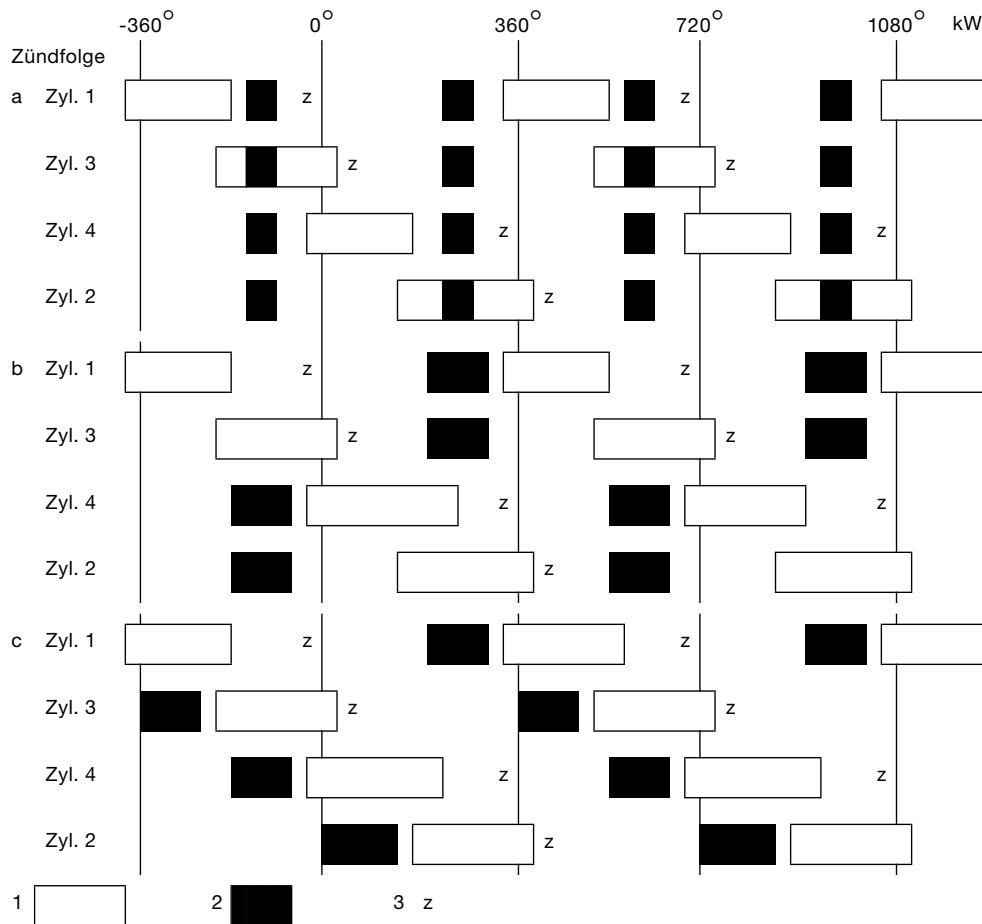 -360° 0° 360° 720° 1080° kW
Zündfolge
a Zyl. 1 z z
Zyl. 3 z z
Zyl. 4 z z
Zyl. 2 z
b Zyl. 1 z z
Zyl. 3 z z
Zyl. 4 z z
Zyl. 2 z
c Zyl. 1 z z
Zyl. 3 z z
Zyl. 4 z z
Zyl. 2 z
1 2 3 z